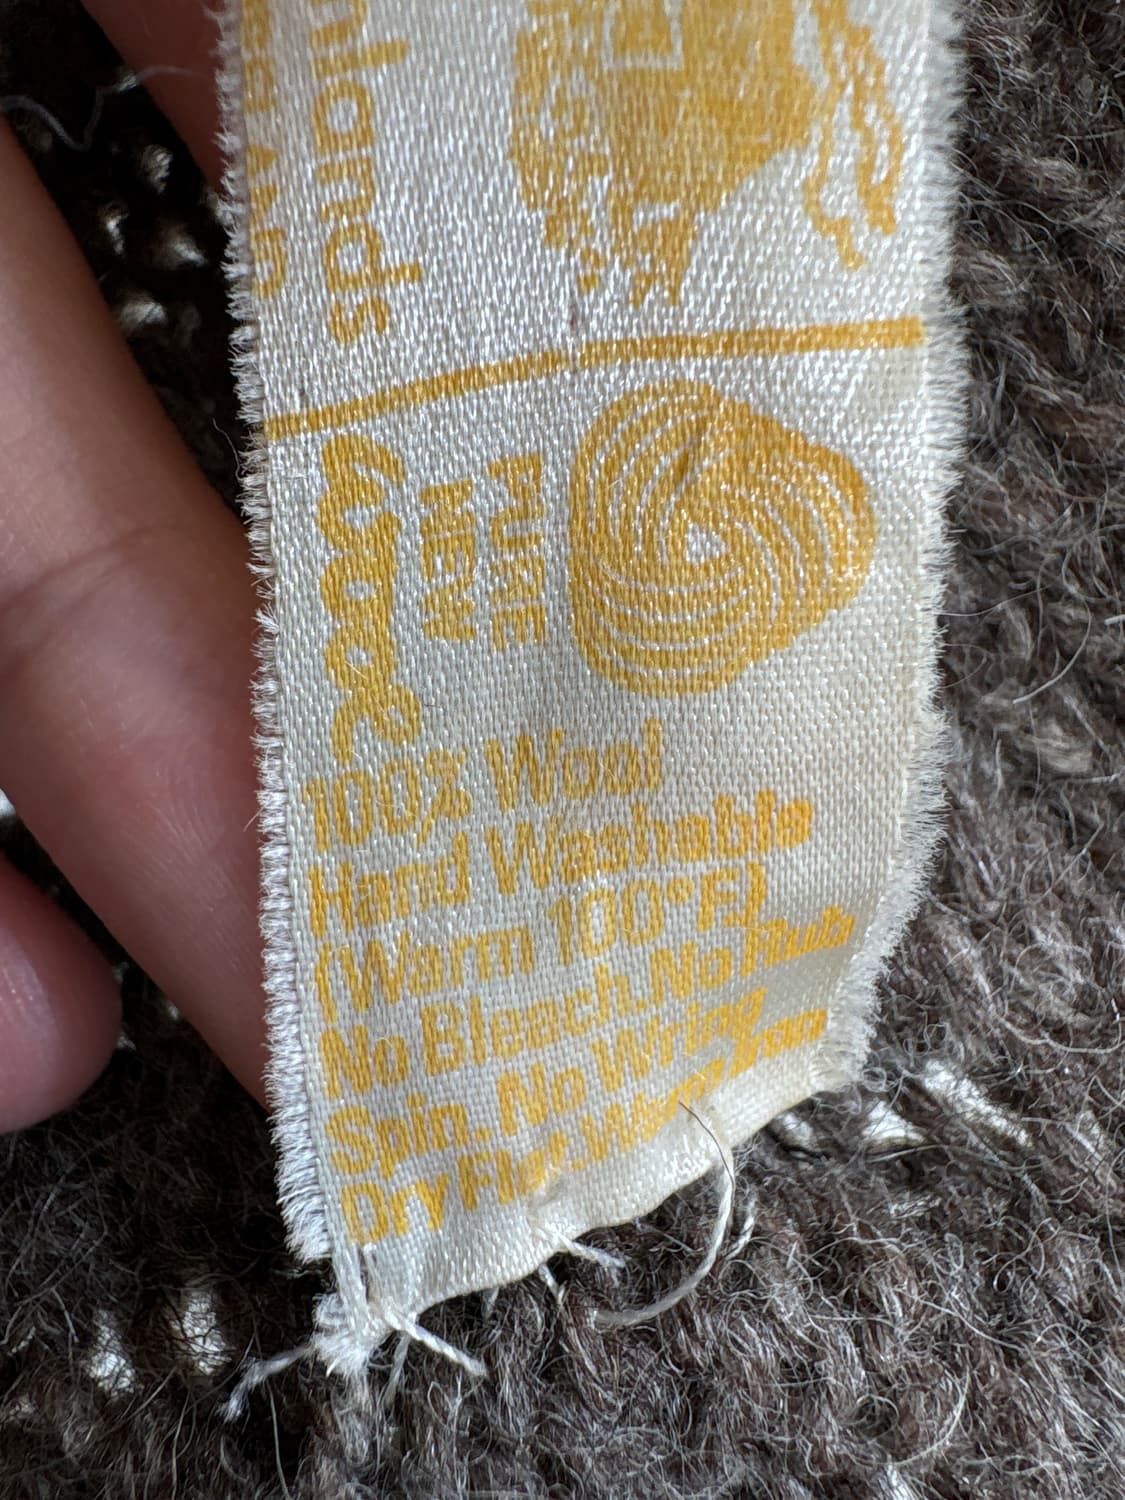 nlands
PURE
NEW
Wool
100% Wool
Hand Washable
(Warm 100°F)
No Bleach.No Rub
Spin. No Wring
Dry Flat.Warm Iron